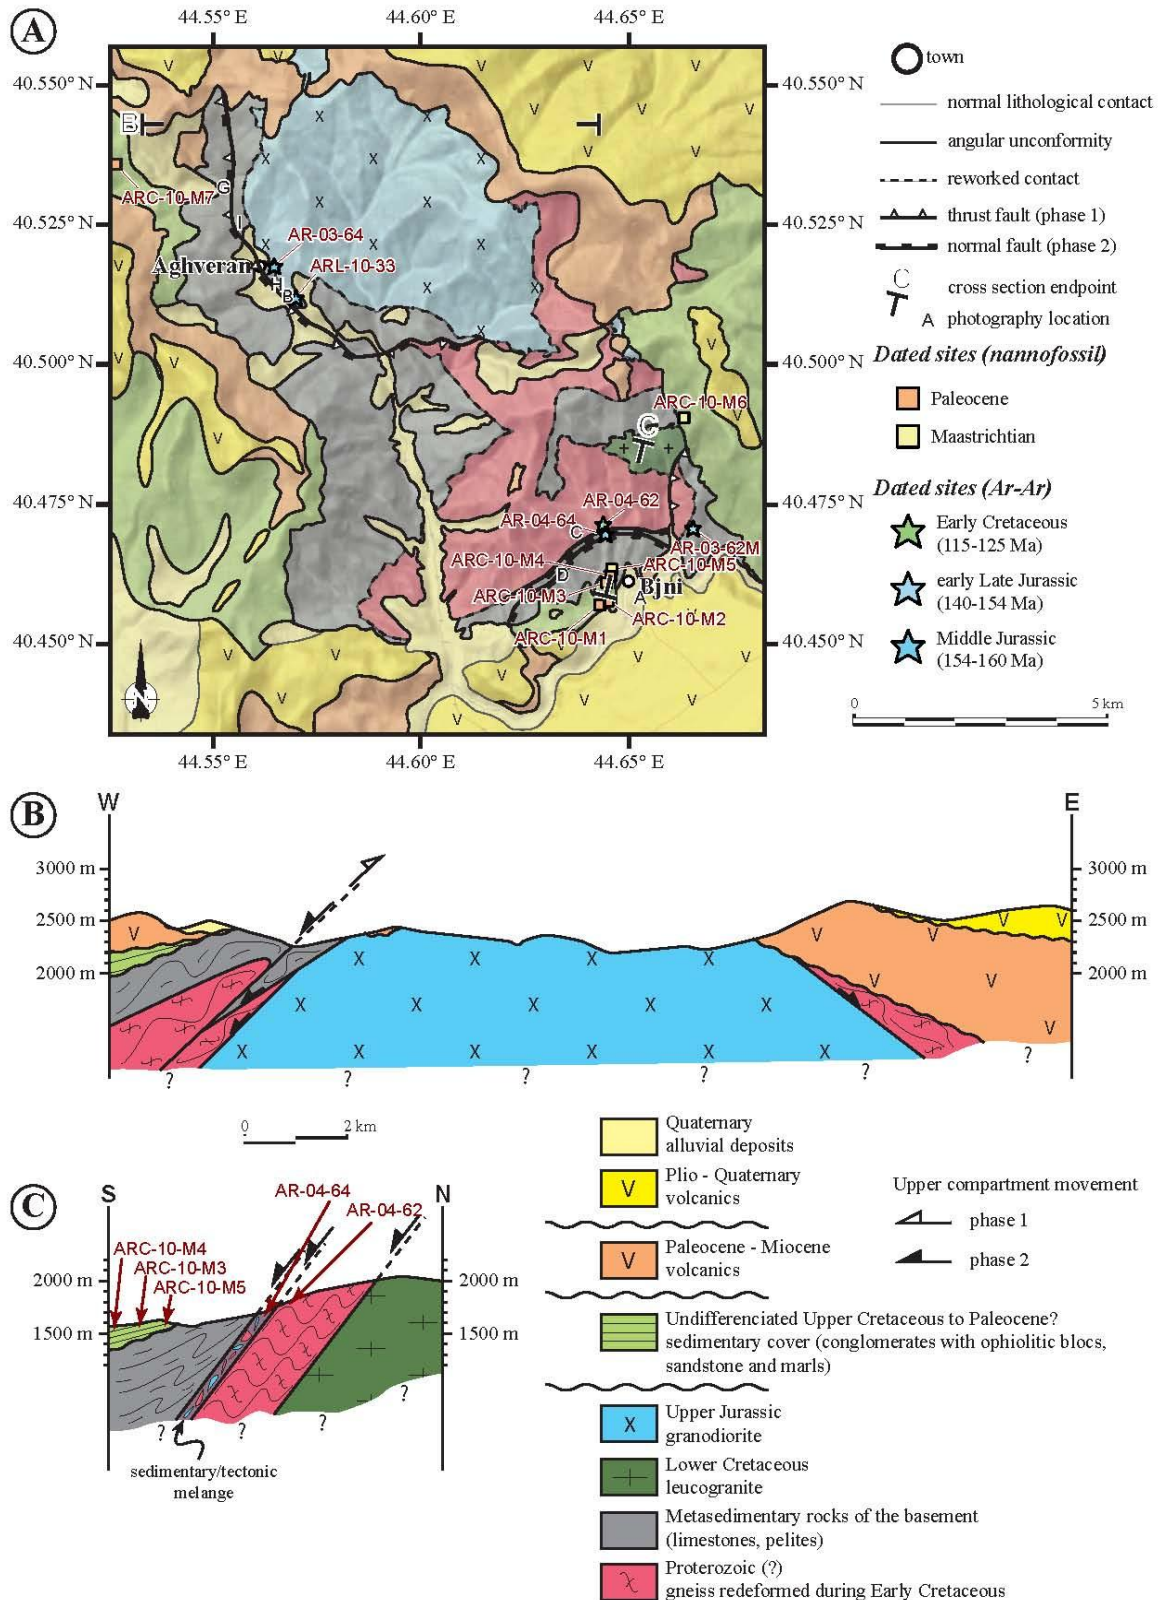 A
44.55° E
44.60° E
44.65° E
40.550° N
40.550° N
40.525° N
40.525° N
40.500° N
40.500° N
40.475° N
40.475° N
40.450° N
40.450° N
44.55° E
44.60° E
44.65° E
B
ARC-10-M7
G
I
AR-03-64
Aghveran
ARL-10-33
H
B
ARC-10-M6
C
AR-04-62
AR-04-64
C
AR-03-62M
ARC-10-M4
ARC-10-M5
D
Bjni
ARC-10-M3
A
ARC-10-M2
ARC-10-M1
N
town
normal lithological contact
angular unconformity
reworked contact
thrust fault (phase 1)
normal fault (phase 2)
C
cross section endpoint
A
photography location
Dated sites (nannofossil)
Paleocene
Maastrichtian
Dated sites (Ar-Ar)
Early Cretaceous
(115-125 Ma)
early Late Jurassic
(140-154 Ma)
Middle Jurassic
(154-160 Ma)
0
5 km
B
W
E
3000 m
3000 m
2500 m
2500 m
2000 m
2000 m
? ? ? ? ? ?
0
2 km
C
S
N
AR-04-64
AR-04-62
ARC-10-M4
ARC-10-M3
ARC-10-M5
2000 m
2000 m
1500 m
1500 m
? ? ? ?
sedimentary/tectonic
melange
Quaternary
alluvial deposits
V
Plio - Quaternary
volcanics
V
Paleocene - Miocene
volcanics
Undifferenciated Upper Cretaceous to Paleocene?
sedimentary cover (conglomerates with ophiolitic blocs,
sandstone and marls)
X
Upper Jurassic
granodiorite
Lower Cretaceous
leucogranite
Metasedimentary rocks of the basement
(limestones, pelites)
Proterozoic (?)
gneiss redeformed during Early Cretaceous
Upper compartment movement
phase 1
phase 2